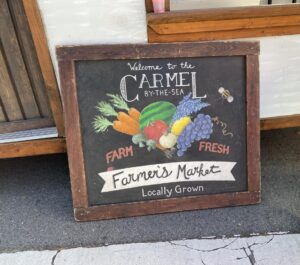 Welcome to the
CARMEL
BY-THE-SEA
FARM FRESH
Farmer's Market
Locally Grown